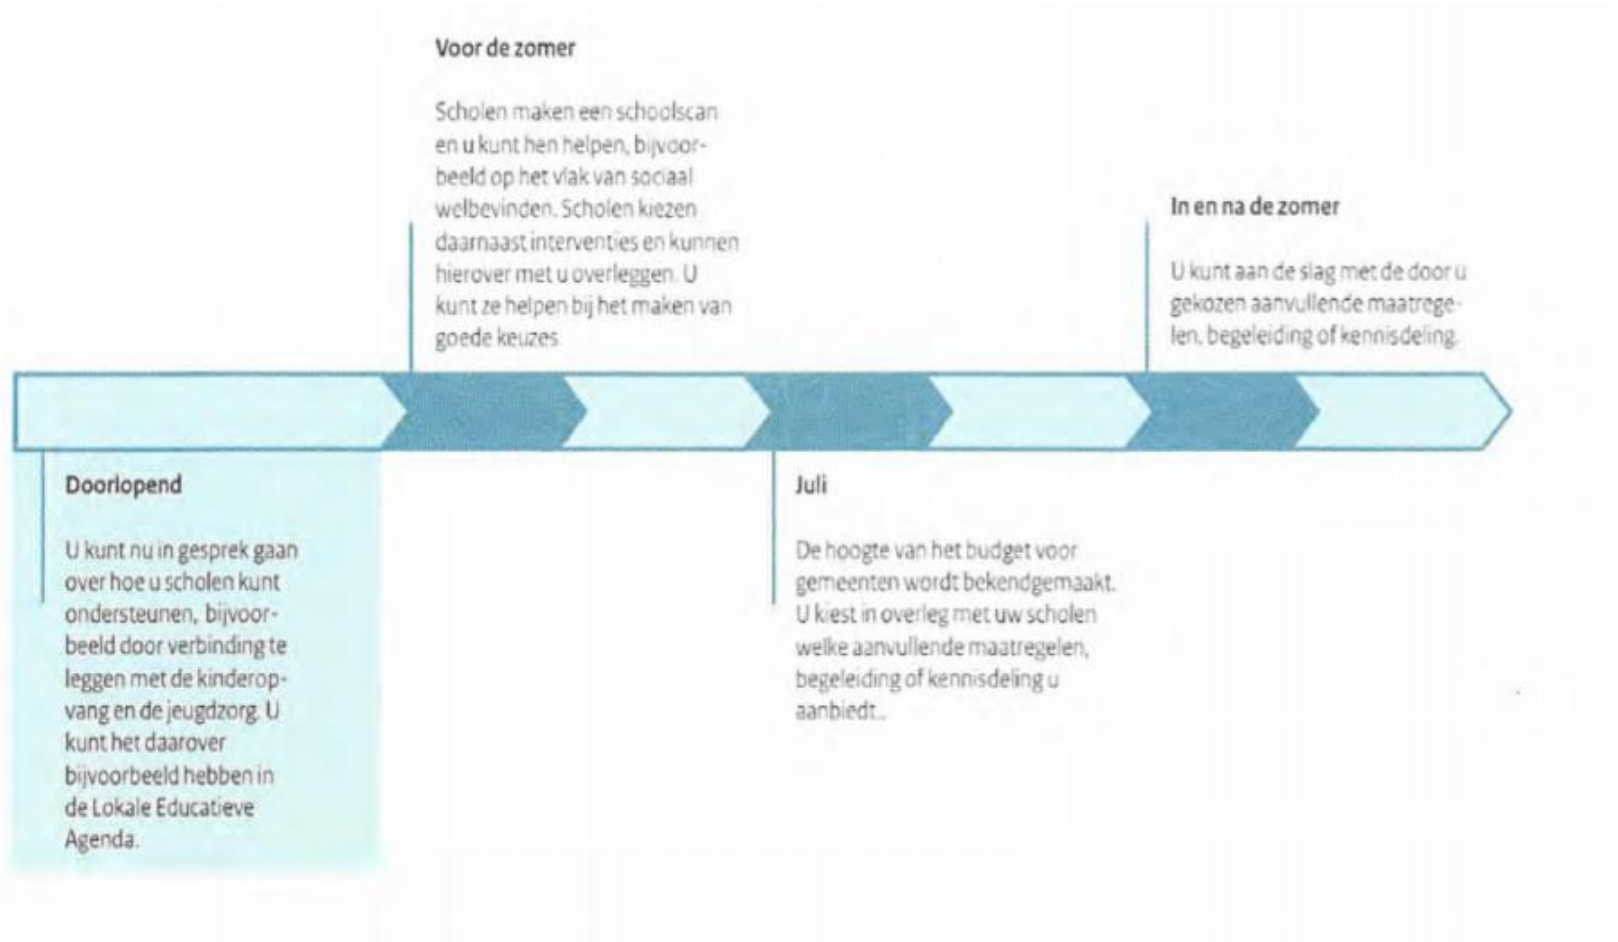 Voor de zomer
Scholen maken een schoolscan
en u kunt hen helpen, bijvoor-
beeld op het vlak van sociaal
welbevinden. Scholen kiezen
daarnaast interventies en kunnen
hierover met u overleggen. U
kunt ze helpen bij het maken van
goede keuzes
In en na de zomer
U kunt aan de slag met de door u
gekozen aanvullende maatrege-
len, begeleiding of kennisdeling.
Doorlopend
U kunt nu in gesprek gaan
over hoe u scholen kunt
ondersteunen, bijvoor-
beeld door verbinding te
leggen met de kinderop-
vang en de jeugdzorg. U
kunt het daarover
bijvoorbeeld hebben in
de Lokale Educatieve
Agenda.
Juli
De hoogte van het budget voor
gemeenten wordt bekendgemaakt.
U kiest in overleg met uw scholen
welke aanvullende maatregelen,
begeleiding of kennisdeling u
aanbiedt..